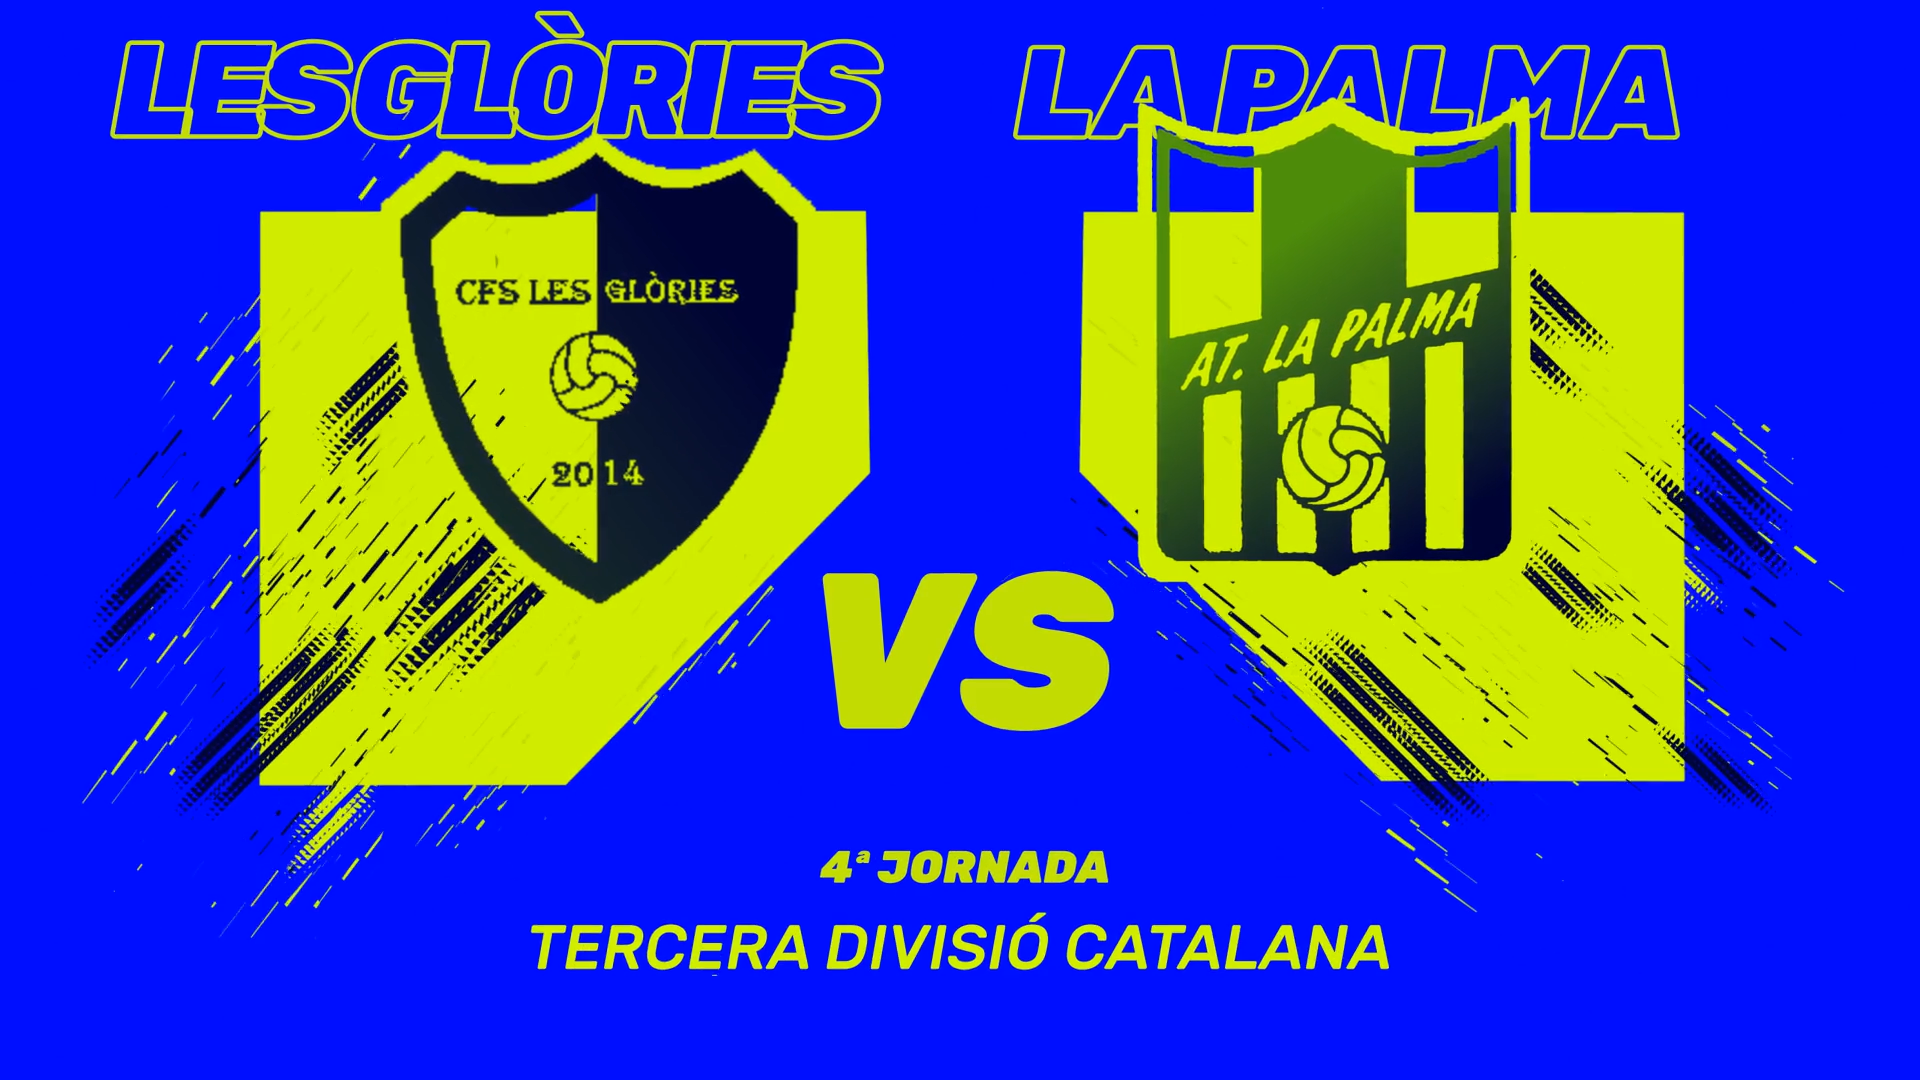 LESGLÒRIES
LA PALMA
CFS LES GLÒRIES
2014
AT. LA PALMA
VS
4ª JORNADA
TERCERA DIVISIÓ CATALANA